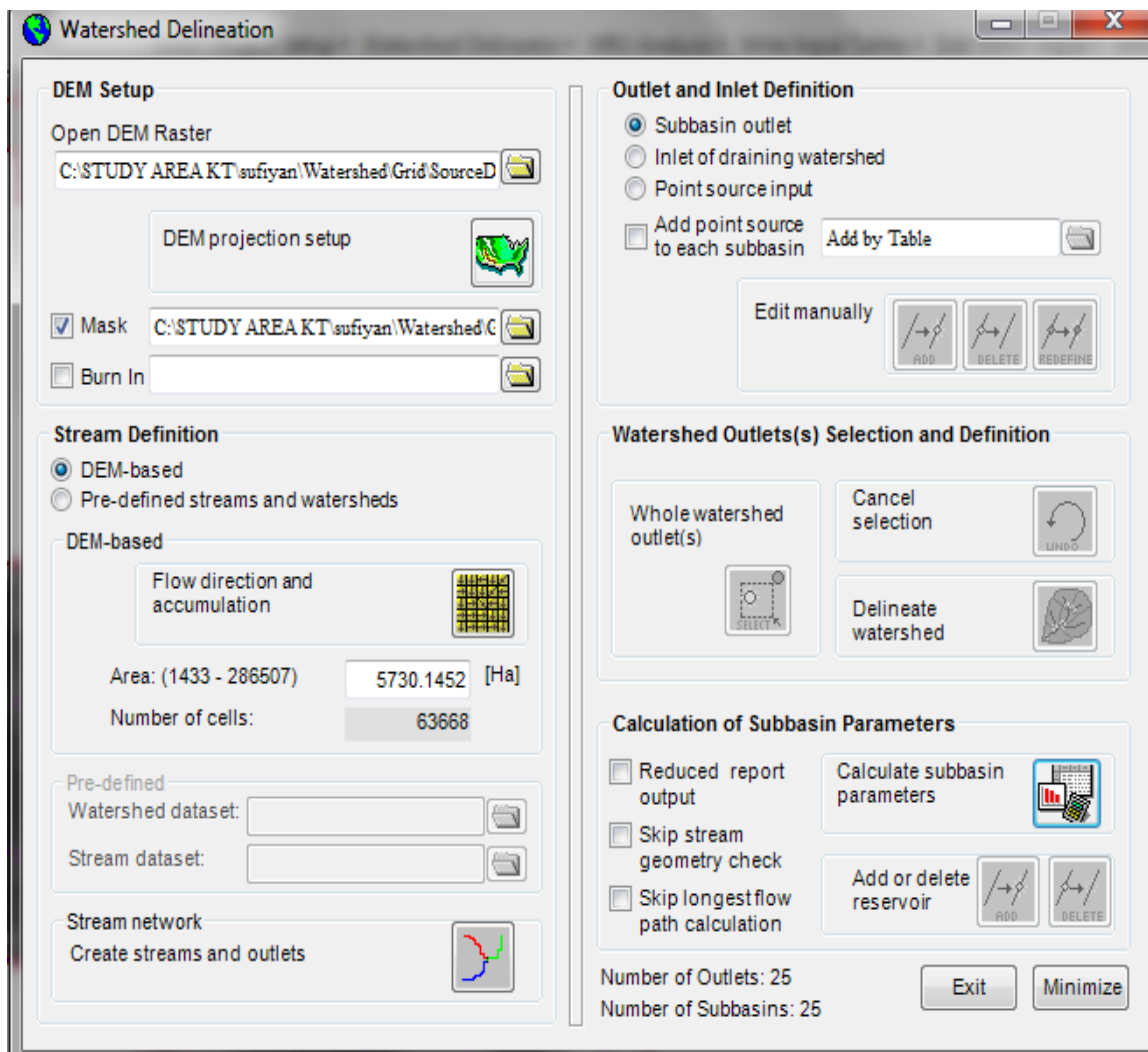 Watershed Delineation
X
DEM Setup
Open DEM Raster
C:\STUDY AREA KT\sufiyan\Watershed\Grid\SourceD
DEM projection setup
Mask
C:\STUDY AREA KT\sufiyan\Watershed\G
Burn In
Stream Definition
DEM-based
Pre-defined streams and watersheds
DEM-based
Flow direction and
accumulation
Area: (1433 - 286507)
5730.1452
[Ha]
Number of cells:
63668
Pre-defined
Watershed dataset:
Stream dataset:
Stream network
Create streams and outlets
Outlet and Inlet Definition
Subbasin outlet
Inlet of draining watershed
Point source input
Add point source
to each subbasin
Add by Table
Edit manually
ADD
DELETE
REDEFINE
Watershed Outlets(s) Selection and Definition
Whole watershed
outlet(s)
SELECT
Cancel
selection
UNDO
Delineate
watershed
Calculation of Subbasin Parameters
Reduced report
output
Skip stream
geometry check
Skip longest flow
path calculation
Calculate subbasin
parameters
Add or delete
reservoir
ADD
DELETE
Number of Outlets: 25
Number of Subbasins: 25
Exit
Minimize